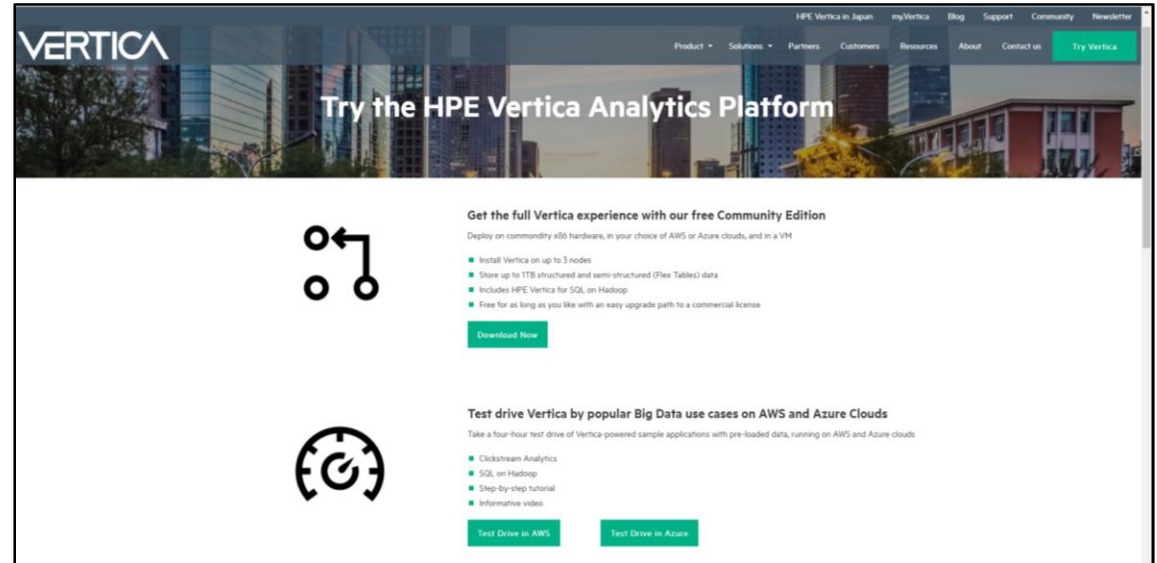 HPE Vertica in Japan my.Vertica Blog Support Community Newsletter
VERTICA
Product Solutions Partners Customers Resources About Contact us Try Vertica
Try the HPE Vertica Analytics Platform
Get the full Vertica experience with our free Community Edition
Deploy on commondity x86 hardware, in your choice of AWS or Azure clouds, and in a VM
Install Vertica on up to 3 nodes
Store up to 1TB structured and semi-structured (Flex Tables) data
Includes HPE Vertica for SQL on Hadoop
Free for as long as you like with an easy upgrade path to a commercial license
Download Now
Test drive Vertica by popular Big Data use cases on AWS and Azure Clouds
Take a four-hour test drive of Vertica-powered sample applications with pre-loaded data, running on AWS and Azure clouds
Clickstream Analytics
SQL on Hadoop
Step-by-step tutorial
Informative video
Test Drive in AWS Test Drive in Azure